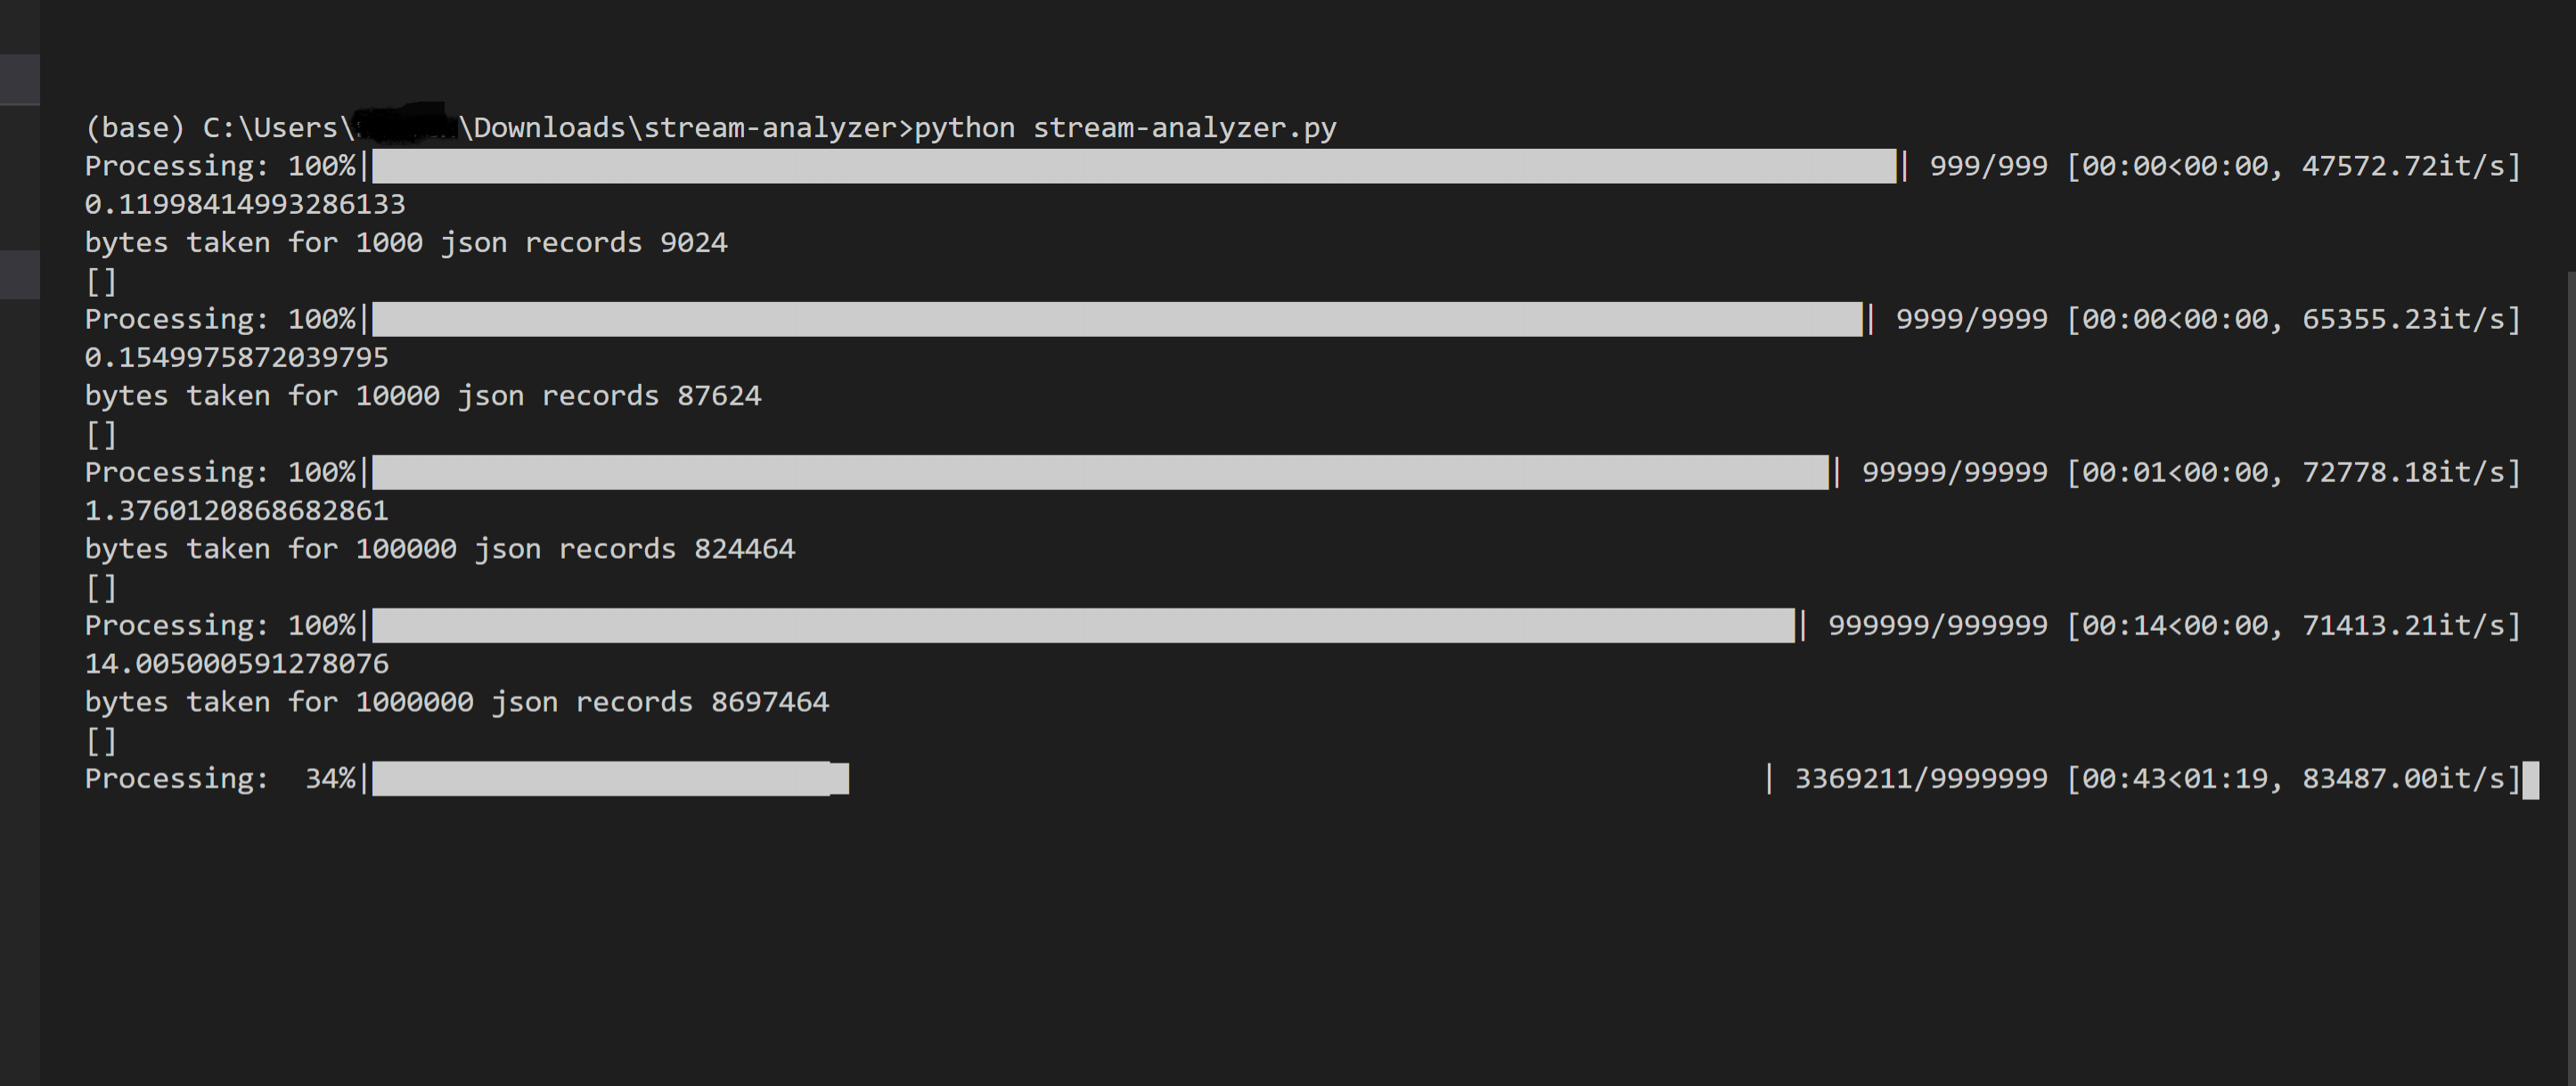 (base) C:\Users\ \Downloads\stream-analyzer>python stream-analyzer.py
Processing: 100%| | 999/999 [00:00<00:00, 47572.72it/s]
0.11998414993286133
bytes taken for 1000 json records 9024
[]
Processing: 100%| | 9999/9999 [00:00<00:00, 65355.23it/s]
0.1549975872039795
bytes taken for 10000 json records 87624
[]
Processing: 100%| | 99999/99999 [00:01<00:00, 72778.18it/s]
1.3760120868682861
bytes taken for 100000 json records 824464
[]
Processing: 100%| | 999999/999999 [00:14<00:00, 71413.21it/s]
14.005000591278076
bytes taken for 1000000 json records 8697464
[]
Processing: 34%| | 3369211/9999999 [00:43<01:19, 83487.00it/s]